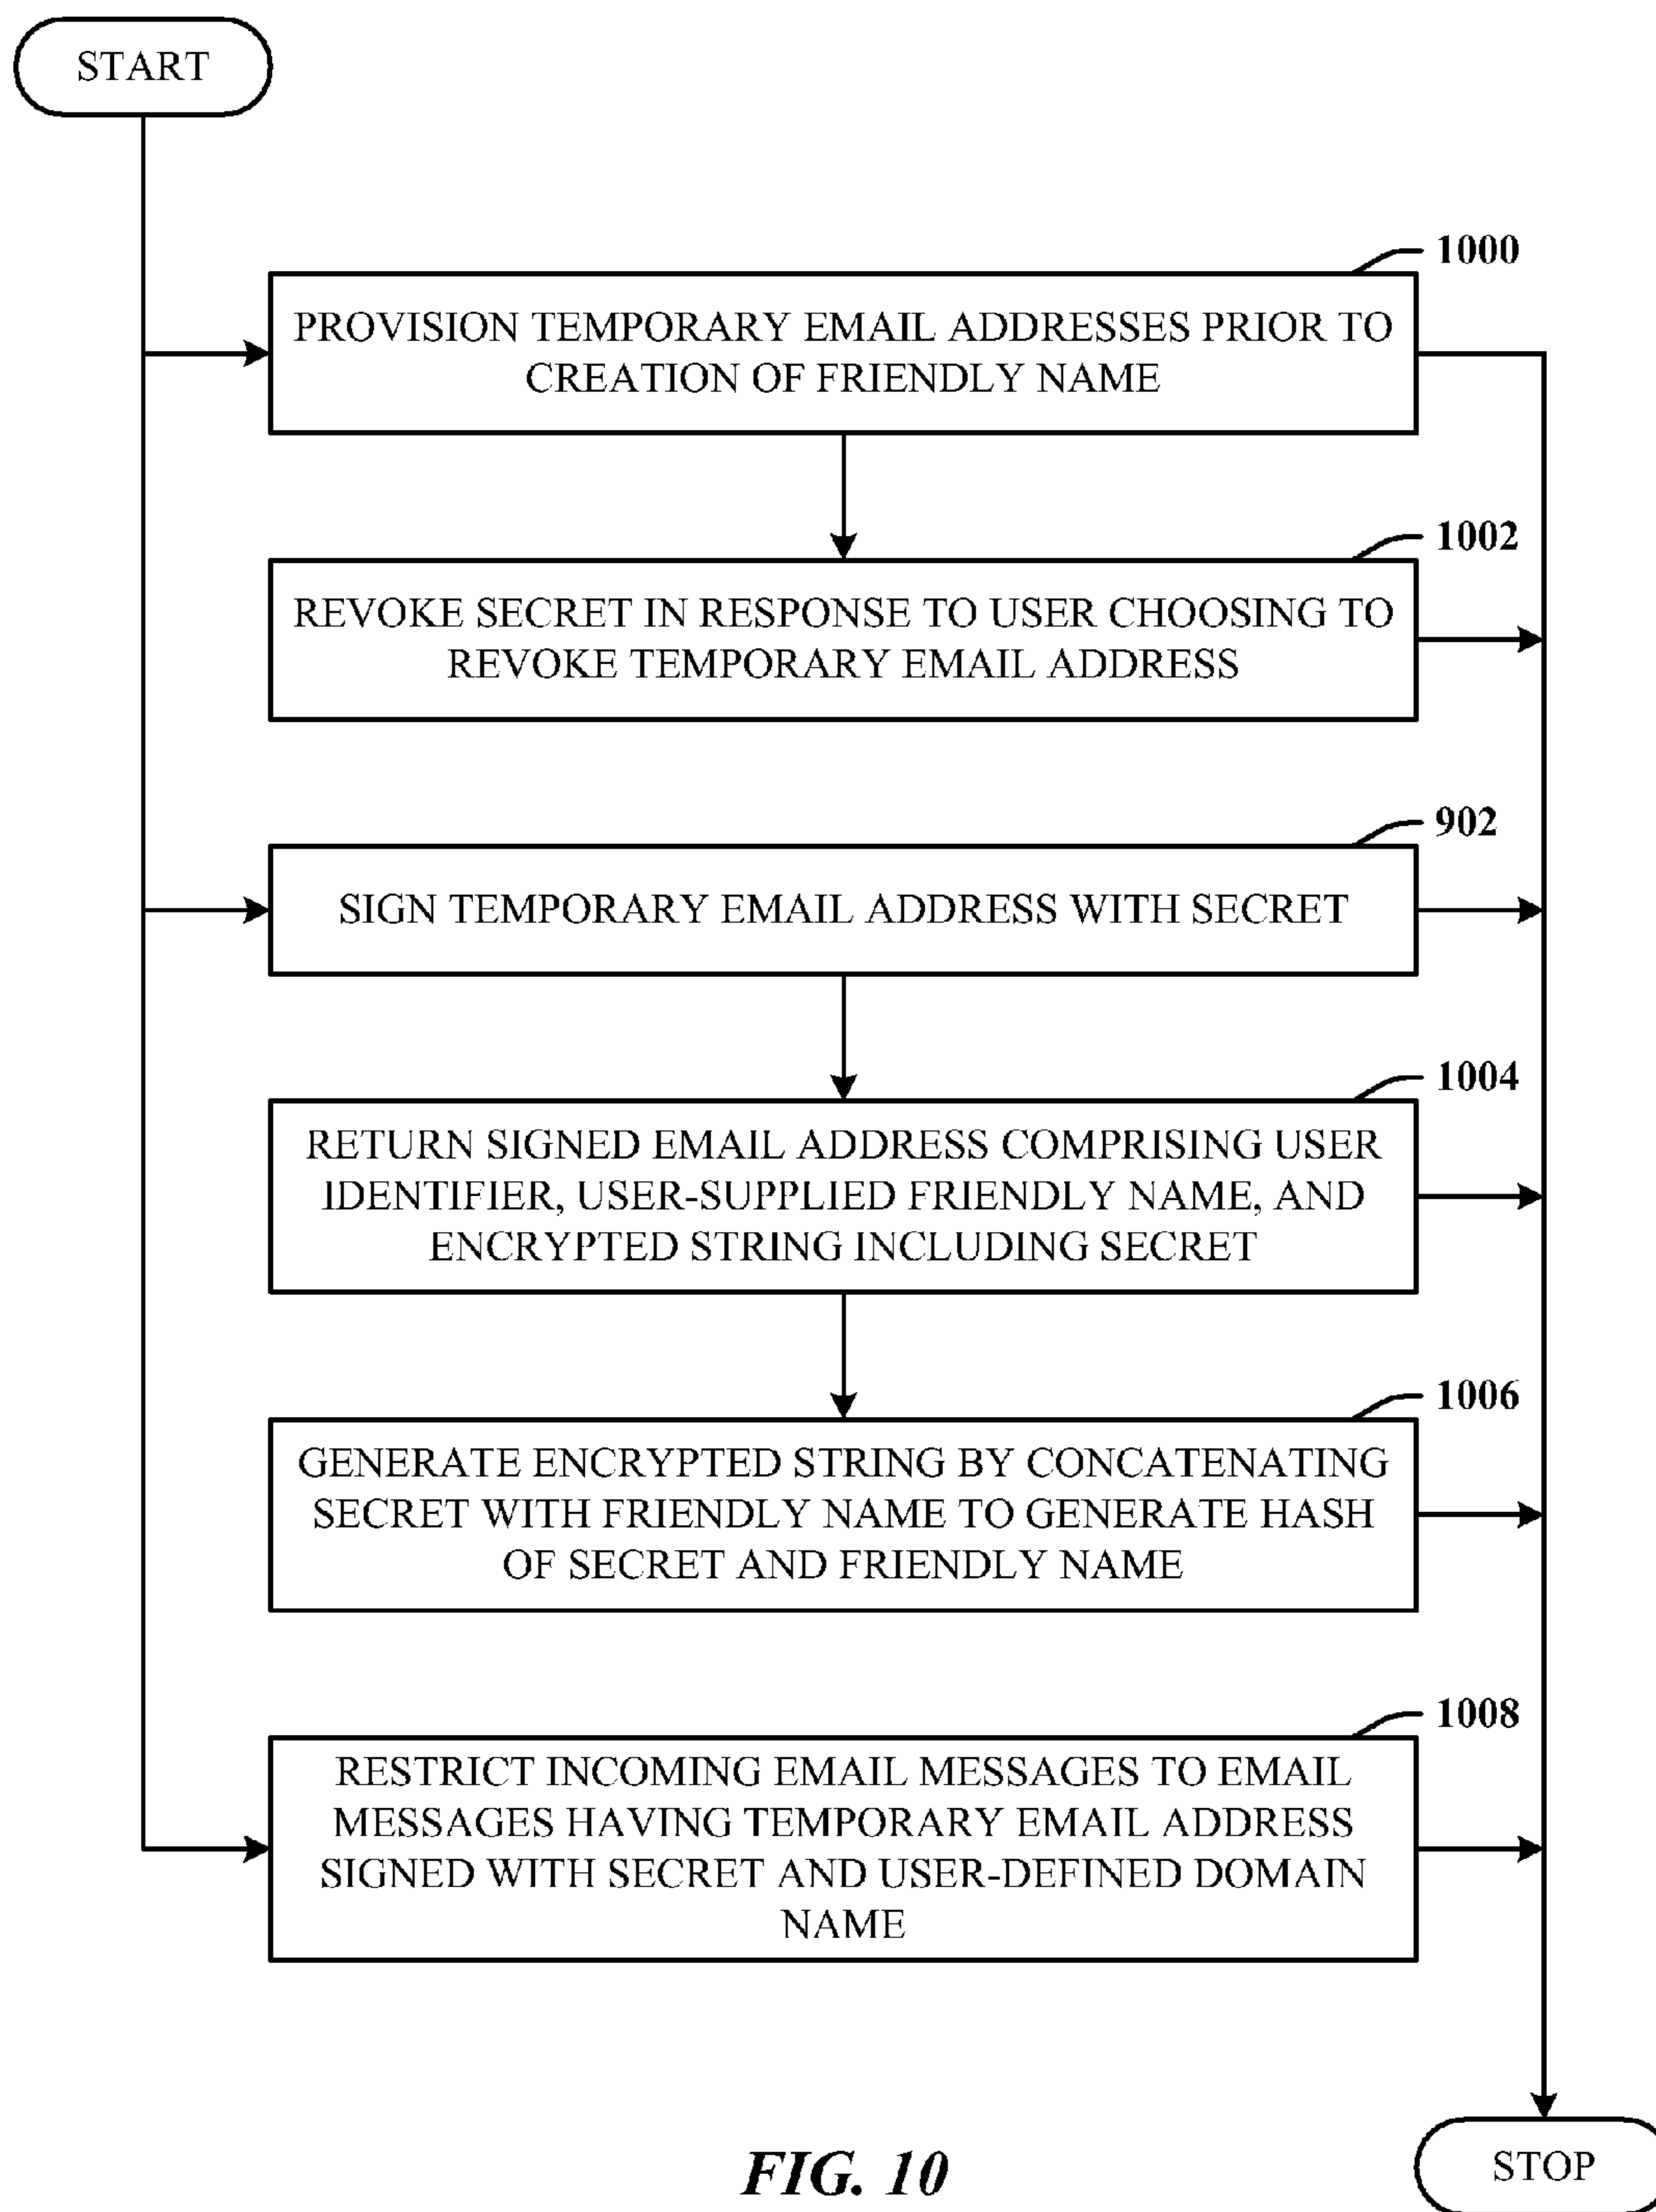 START
1000
PROVISION TEMPORARY EMAIL ADDRESSES PRIOR TO
CREATION OF FRIENDLY NAME
1002
REVOKE SECRET IN RESPONSE TO USER CHOOSING TO
REVOKE TEMPORARY EMAIL ADDRESS
902
SIGN TEMPORARY EMAIL ADDRESS WITH SECRET
1004
RETURN SIGNED EMAIL ADDRESS COMPRISING USER
IDENTIFIER, USER-SUPPLIED FRIENDLY NAME, AND
ENCRYPTED STRING INCLUDING SECRET
1006
GENERATE ENCRYPTED STRING BY CONCATENATING
SECRET WITH FRIENDLY NAME TO GENERATE HASH
OF SECRET AND FRIENDLY NAME
1008
RESTRICT INCOMING EMAIL MESSAGES TO EMAIL
MESSAGES HAVING TEMPORARY EMAIL ADDRESS
SIGNED WITH SECRET AND USER-DEFINED DOMAIN
NAME
STOP
FIG. 10